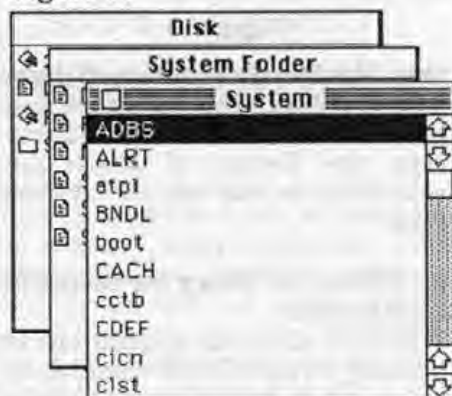 Disk
System Folder
System
ADBS
ALRT
atpl
BNDL
boot
CACH
cctb
CDEF
cicn
clst